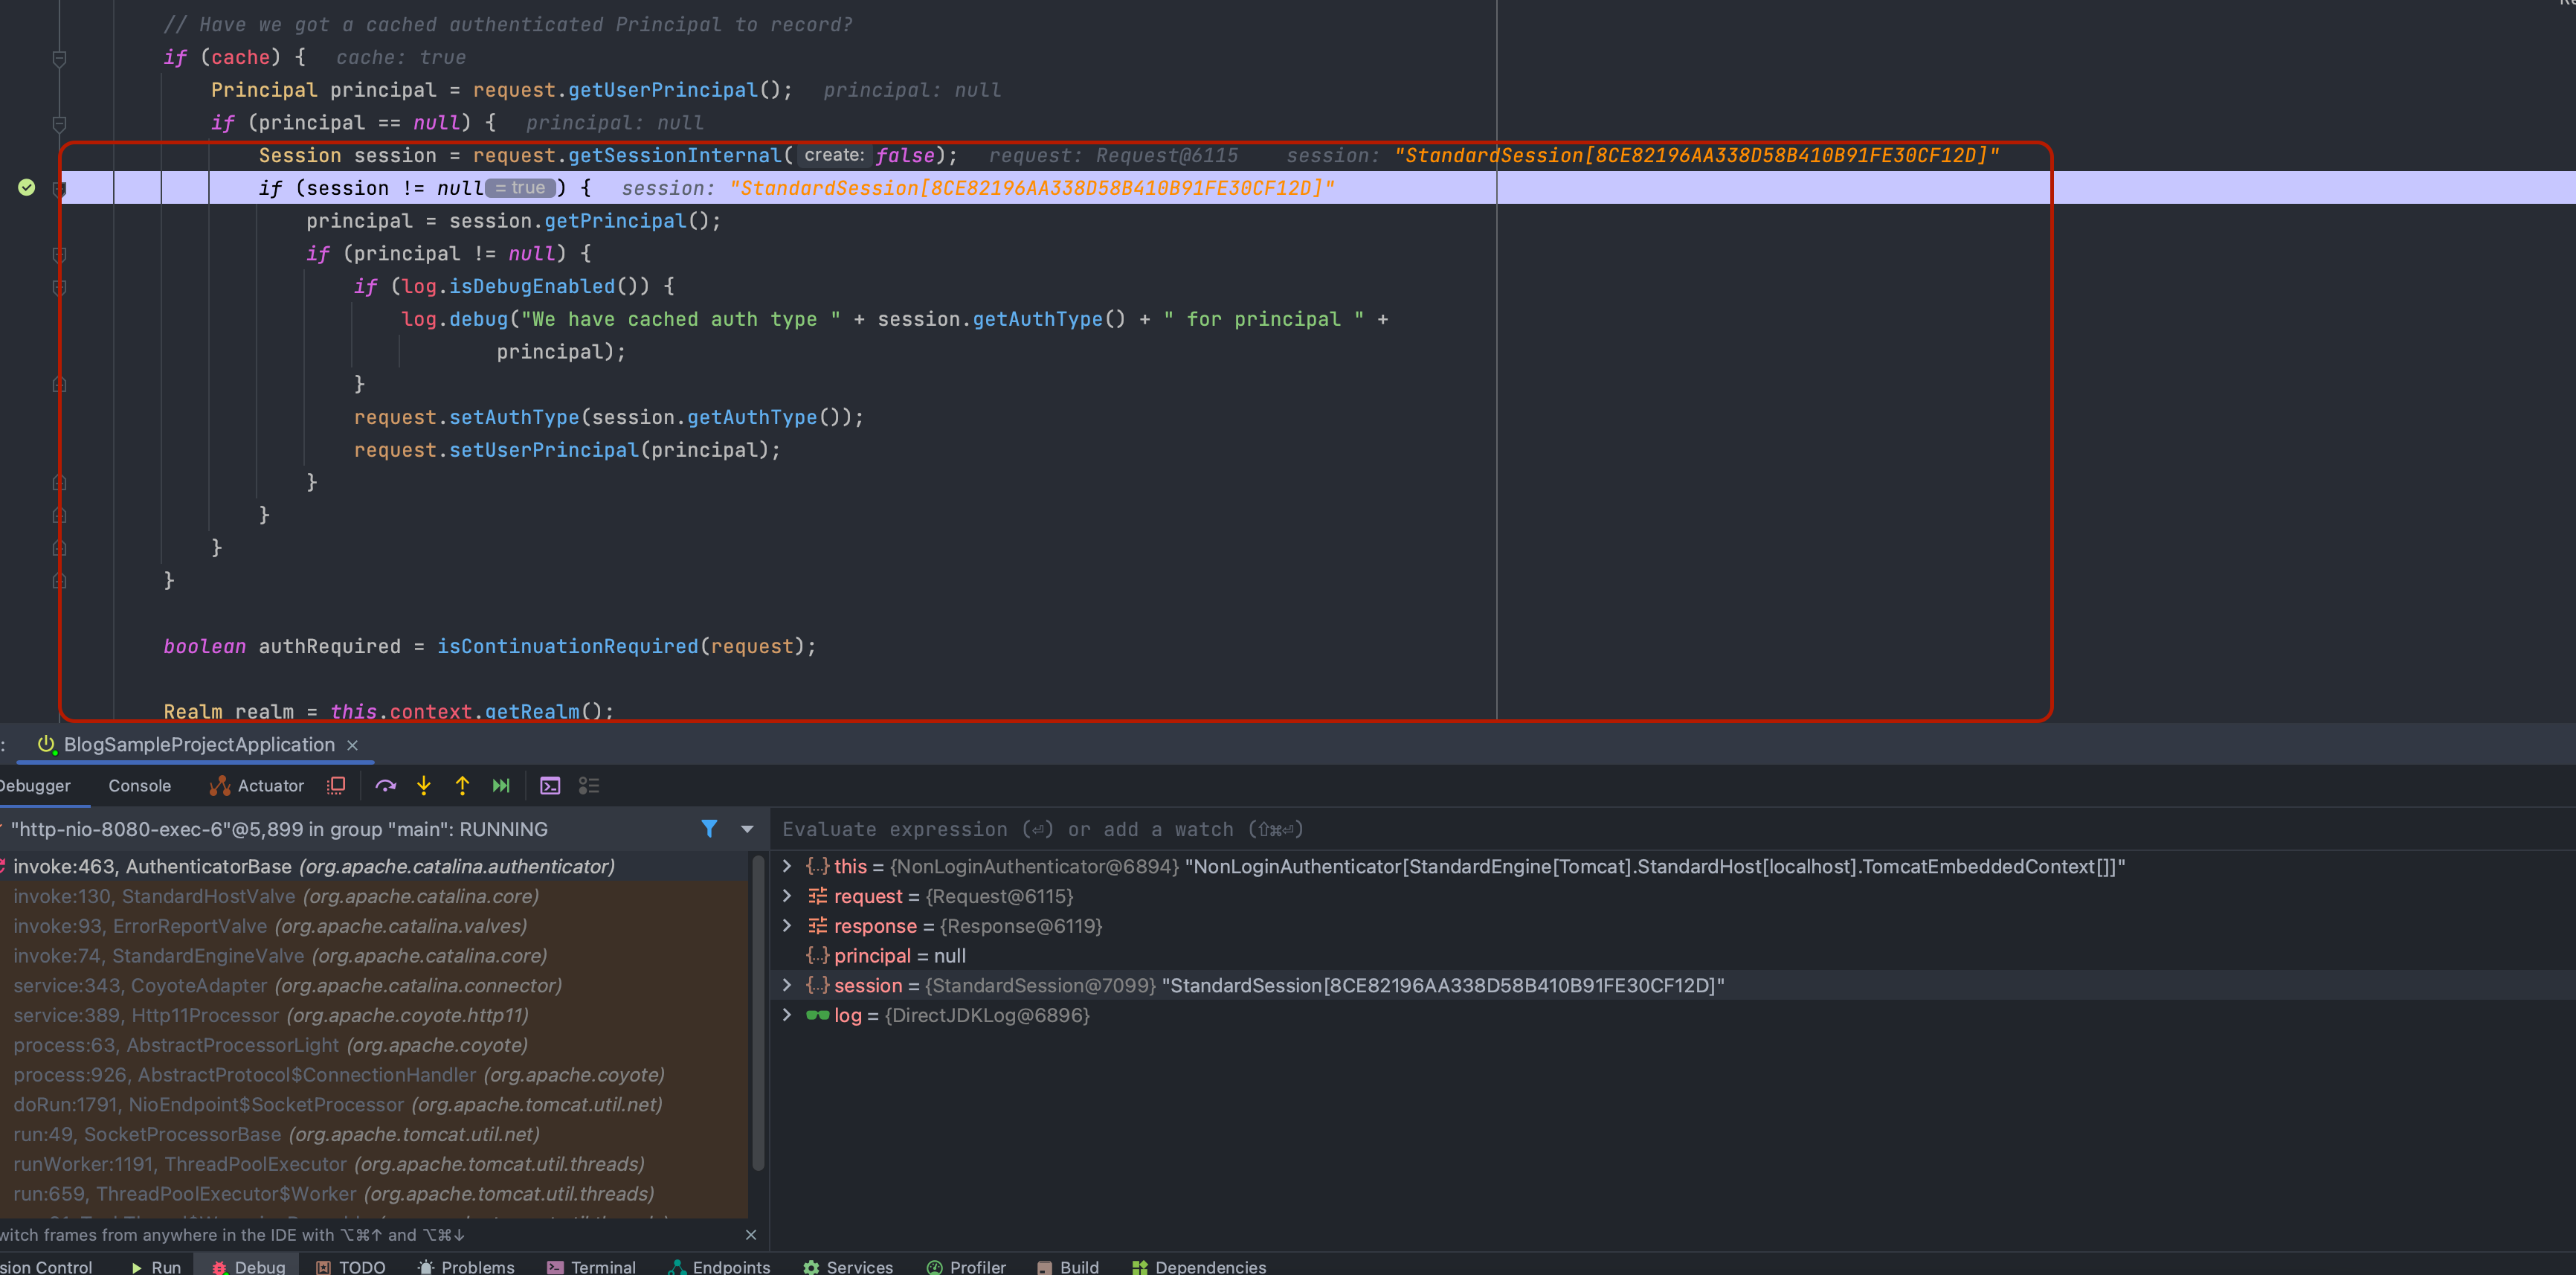 // Have we got a cached authenticated Principal to record?
if (cache) { cache: true
Principal principal = request.getUserPrincipal(); principal: null
if (principal == null) { principal: null
Session session = request.getSessionInternal( create: false); request: Request@6115 session: "StandardSession[8CE82196AA338D58B410B91FE30CF12D]"
if (session != null = true ) { session: "StandardSession[8CE82196AA338D58B410B91FE30CF12D]"
principal = session.getPrincipal();
if (principal != null) {
if (log.isDebugEnabled()) {
log.debug("We have cached auth type " + session.getAuthType() + " for principal " +
principal);
}
request.setAuthType(session.getAuthType());
request.setUserPrincipal(principal);
}
}
}
}
boolean authRequired = isContinuationRequired(request);
Realm realm = this.context.getRealm();
: BlogSampleProjectApplication ×
Debugger Console Actuator
"http-nio-8080-exec-6"@5,899 in group "main": RUNNING
Evaluate expression (⏎) or add a watch (⇧⌘⏎)
invoke:463, AuthenticatorBase (org.apache.catalina.authenticator)
invoke:130, StandardHostValve (org.apache.catalina.core)
invoke:93, ErrorReportValve (org.apache.catalina.valves)
invoke:74, StandardEngineValve (org.apache.catalina.core)
service:343, CoyoteAdapter (org.apache.catalina.connector)
service:389, Http11Processor (org.apache.coyote.http11)
process:63, AbstractProcessorLight (org.apache.coyote)
process:926, AbstractProtocol$ConnectionHandler (org.apache.coyote)
doRun:1791, NioEndpoint$SocketProcessor (org.apache.tomcat.util.net)
run:49, SocketProcessorBase (org.apache.tomcat.util.net)
runWorker:1191, ThreadPoolExecutor (org.apache.tomcat.util.threads)
run:659, ThreadPoolExecutor$Worker (org.apache.tomcat.util.threads)
this = {NonLoginAuthenticator@6894} "NonLoginAuthenticator[StandardEngine[Tomcat].StandardHost[localhost].TomcatEmbeddedContext[]]"
request = {Request@6115}
response = {Response@6119}
principal = null
session = {StandardSession@7099} "StandardSession[8CE82196AA338D58B410B91FE30CF12D]"
log = {DirectJDKLog@6896}
witch frames from anywhere in the IDE with ⌥⌘↑ and ⌥⌘↓ ×
sion Control Run Debug TODO Problems Terminal Endpoints Services Profiler Build Dependencies